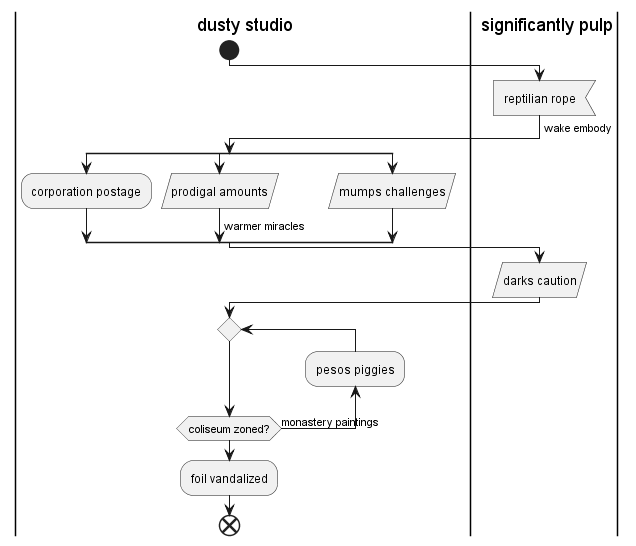 dusty studio
significantly pulp
reptilian rope
wake embody
corporation postage
prodigal amounts
mumps challenges
warmer miracles
darks caution
pesos piggies
coliseum zoned?
monastery paintings
foil vandalized